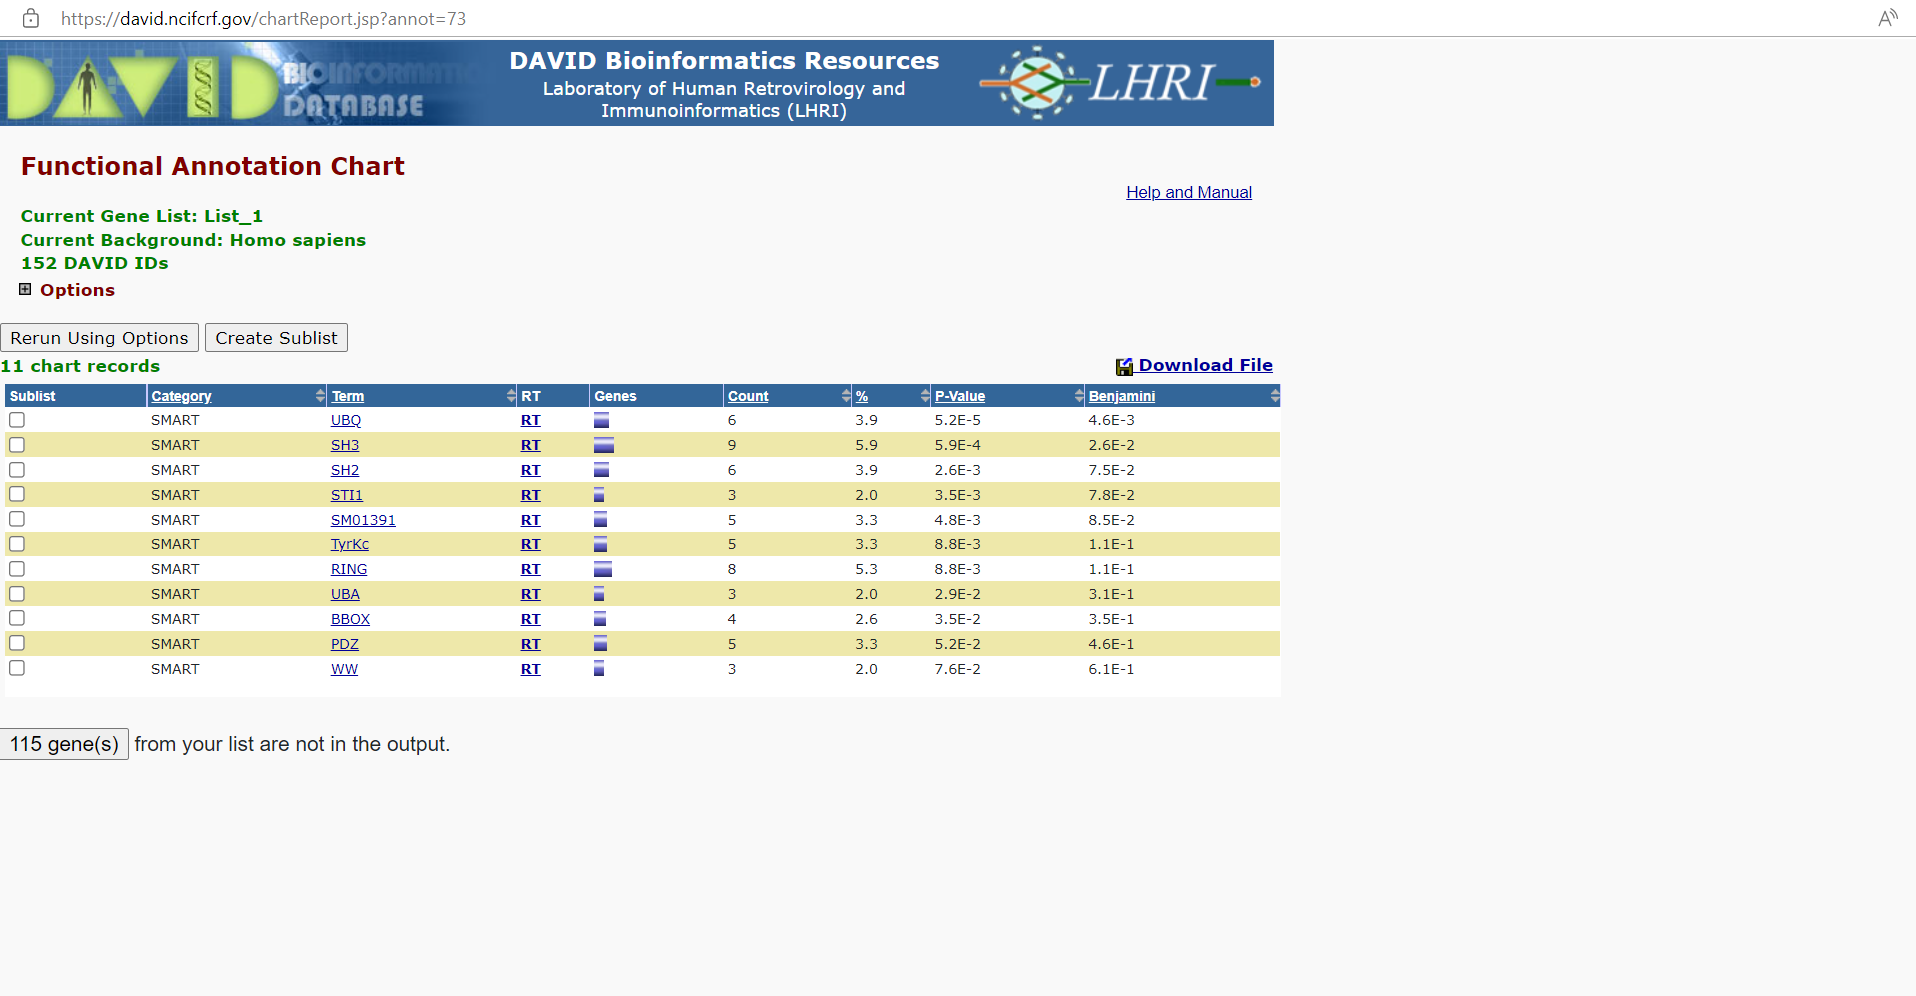 https://david.ncifcrf.gov/chartReport.jsp?annot=73
DAVID BIOINFORMATIC DATABASE
DAVID Bioinformatics Resources
Laboratory of Human Retrovirology and
Immunoinformatics (LHRI)
LHRI
Functional Annotation Chart
Help and Manual
Current Gene List: List_1
Current Background: Homo sapiens
152 DAVID IDs
Options
Rerun Using Options Create Sublist
11 chart records Download File
Sublist Category Term RT Genes Count % P-Value Benjamini
SMART UBQ RT 6 3.9 5.2E-5 4.6E-3
SMART SH3 RT 9 5.9 5.9E-4 2.6E-2
SMART SH2 RT 6 3.9 2.6E-3 7.5E-2
SMART STI1 RT 3 2.0 3.5E-3 7.8E-2
SMART SM01391 RT 5 3.3 4.8E-3 8.5E-2
SMART TyrKc RT 5 3.3 8.8E-3 1.1E-1
SMART RING RT 8 5.3 8.8E-3 1.1E-1
SMART UBA RT 3 2.0 2.9E-2 3.1E-1
SMART BBOX RT 4 2.6 3.5E-2 3.5E-1
SMART PDZ RT 5 3.3 5.2E-2 4.6E-1
SMART WW RT 3 2.0 7.6E-2 6.1E-1
115 gene(s) from your list are not in the output.